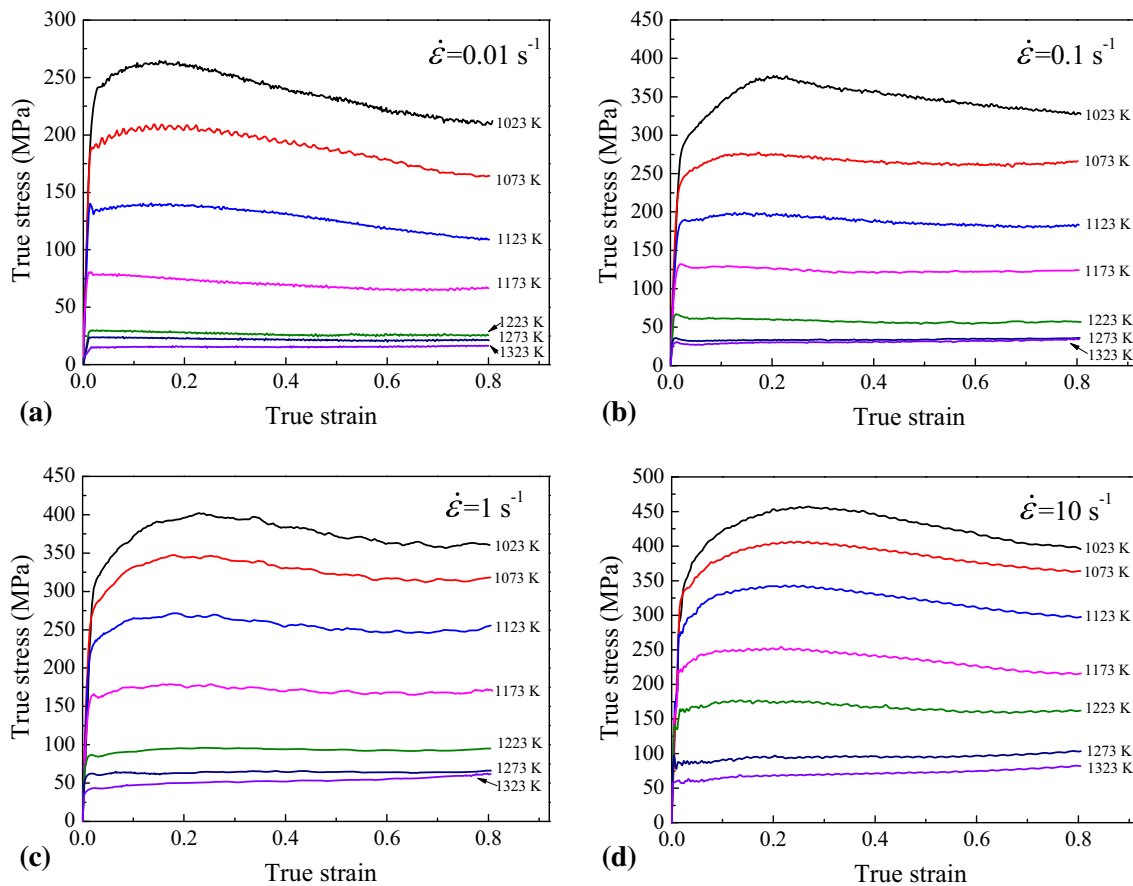 300
250
200
150
100
50
0
True stress (MPa)
ε̇=0.01 s⁻¹
1023 K
1073 K
1123 K
1173 K
1223 K
1273 K
1323 K
0.0 0.2 0.4 0.6 0.8
True strain
(a)
400
350
300
250
200
150
100
50
0
True stress (MPa)
ε̇=0.1 s⁻¹
1023 K
1073 K
1123 K
1173 K
1223 K
1273 K
1323 K
0.0 0.2 0.4 0.6 0.8
True strain
(b)
450
400
350
300
250
200
150
100
50
0
True stress (MPa)
ε̇=1 s⁻¹
1023 K
1073 K
1123 K
1173 K
1223 K
1273 K
1323 K
0.0 0.2 0.4 0.6 0.8
True strain
(c)
500
450
400
350
300
250
200
150
100
50
0
True stress (MPa)
ε̇=10 s⁻¹
1023 K
1073 K
1123 K
1173 K
1223 K
1273 K
1323 K
0.0 0.2 0.4 0.6 0.8
True strain
(d)